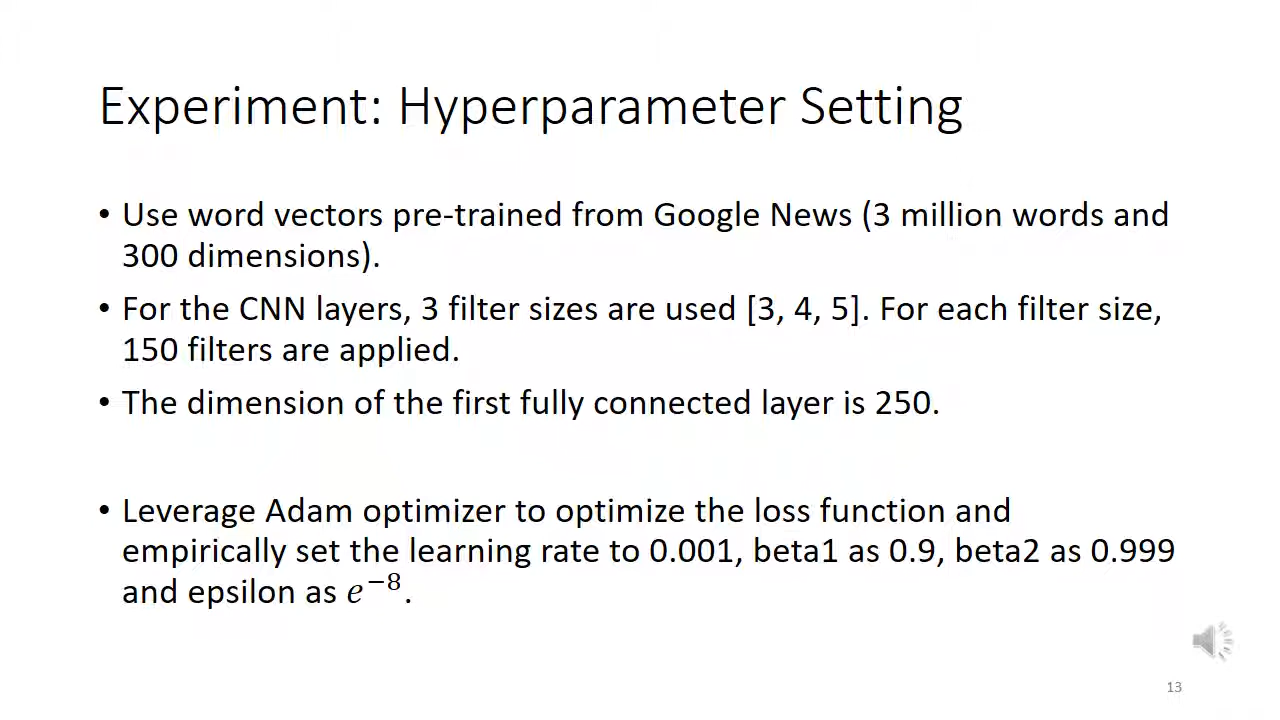 Experiment: Hyperparameter Setting
• Use word vectors pre-trained from Google News (3 million words and
300 dimensions).
• For the CNN layers, 3 filter sizes are used [3, 4, 5]. For each filter size,
150 filters are applied.
• The dimension of the first fully connected layer is 250.
• Leverage Adam optimizer to optimize the loss function and
empirically set the learning rate to 0.001, beta1 as 0.9, beta2 as 0.999
and epsilon as e⁻⁸.
13